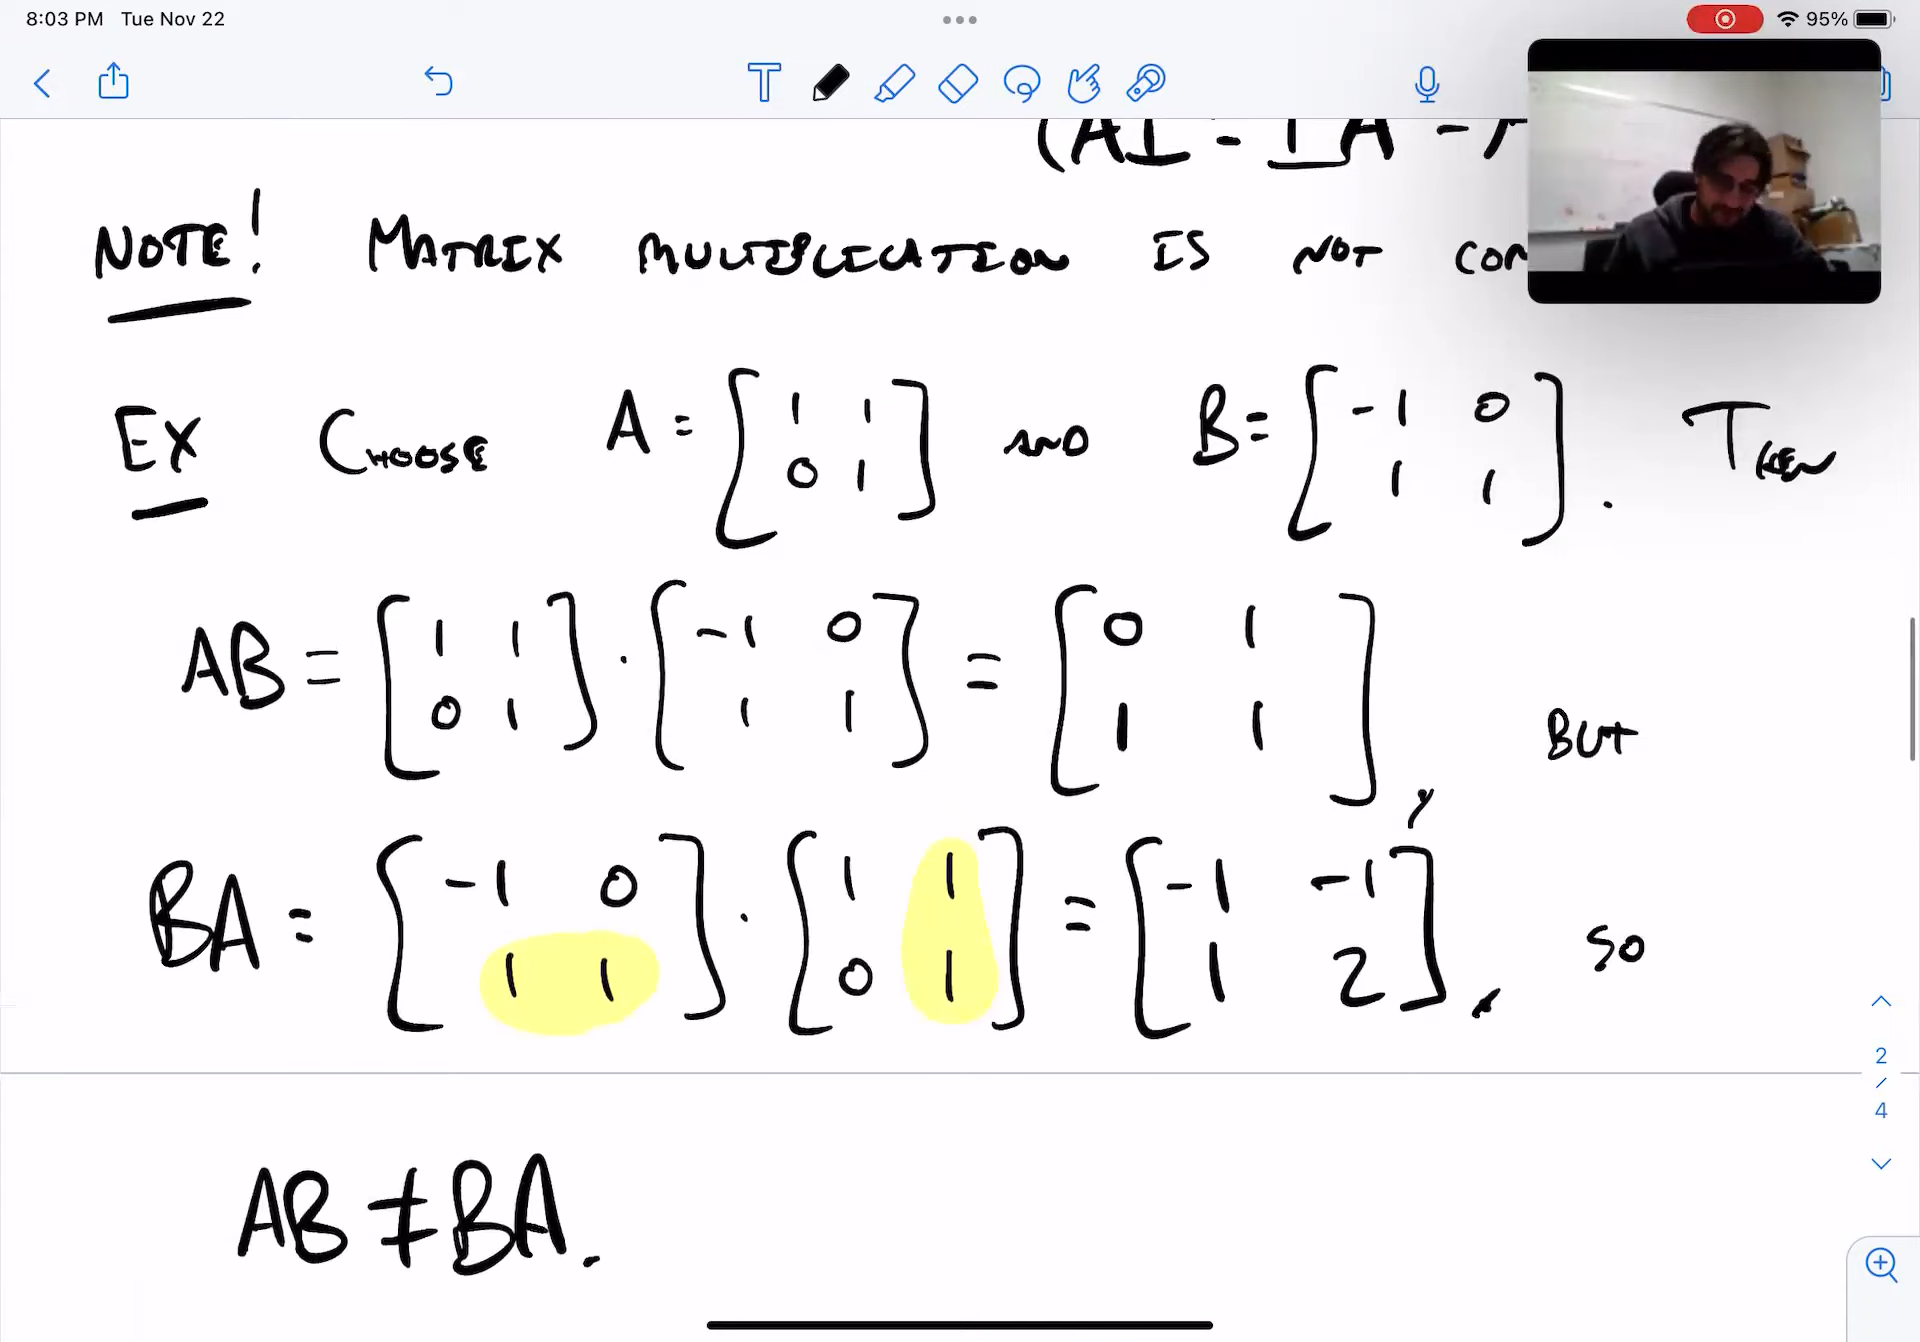 8:03 PM Tue Nov 22 95%
NOTE! MATRIX MULTIPLICATION IS NOT
EX CHOOSE A = [1 1; 0 1] AND B = [-1 0; 1 1]. THEN
AB = [1 1; 0 1] · [-1 0; 1 1] = [0 1; 1 1], BUT
BA = [-1 0; 1 1] · [1 1; 0 1] = [-1 -1; 1 2], SO
2 / 4
AB ≠ BA.